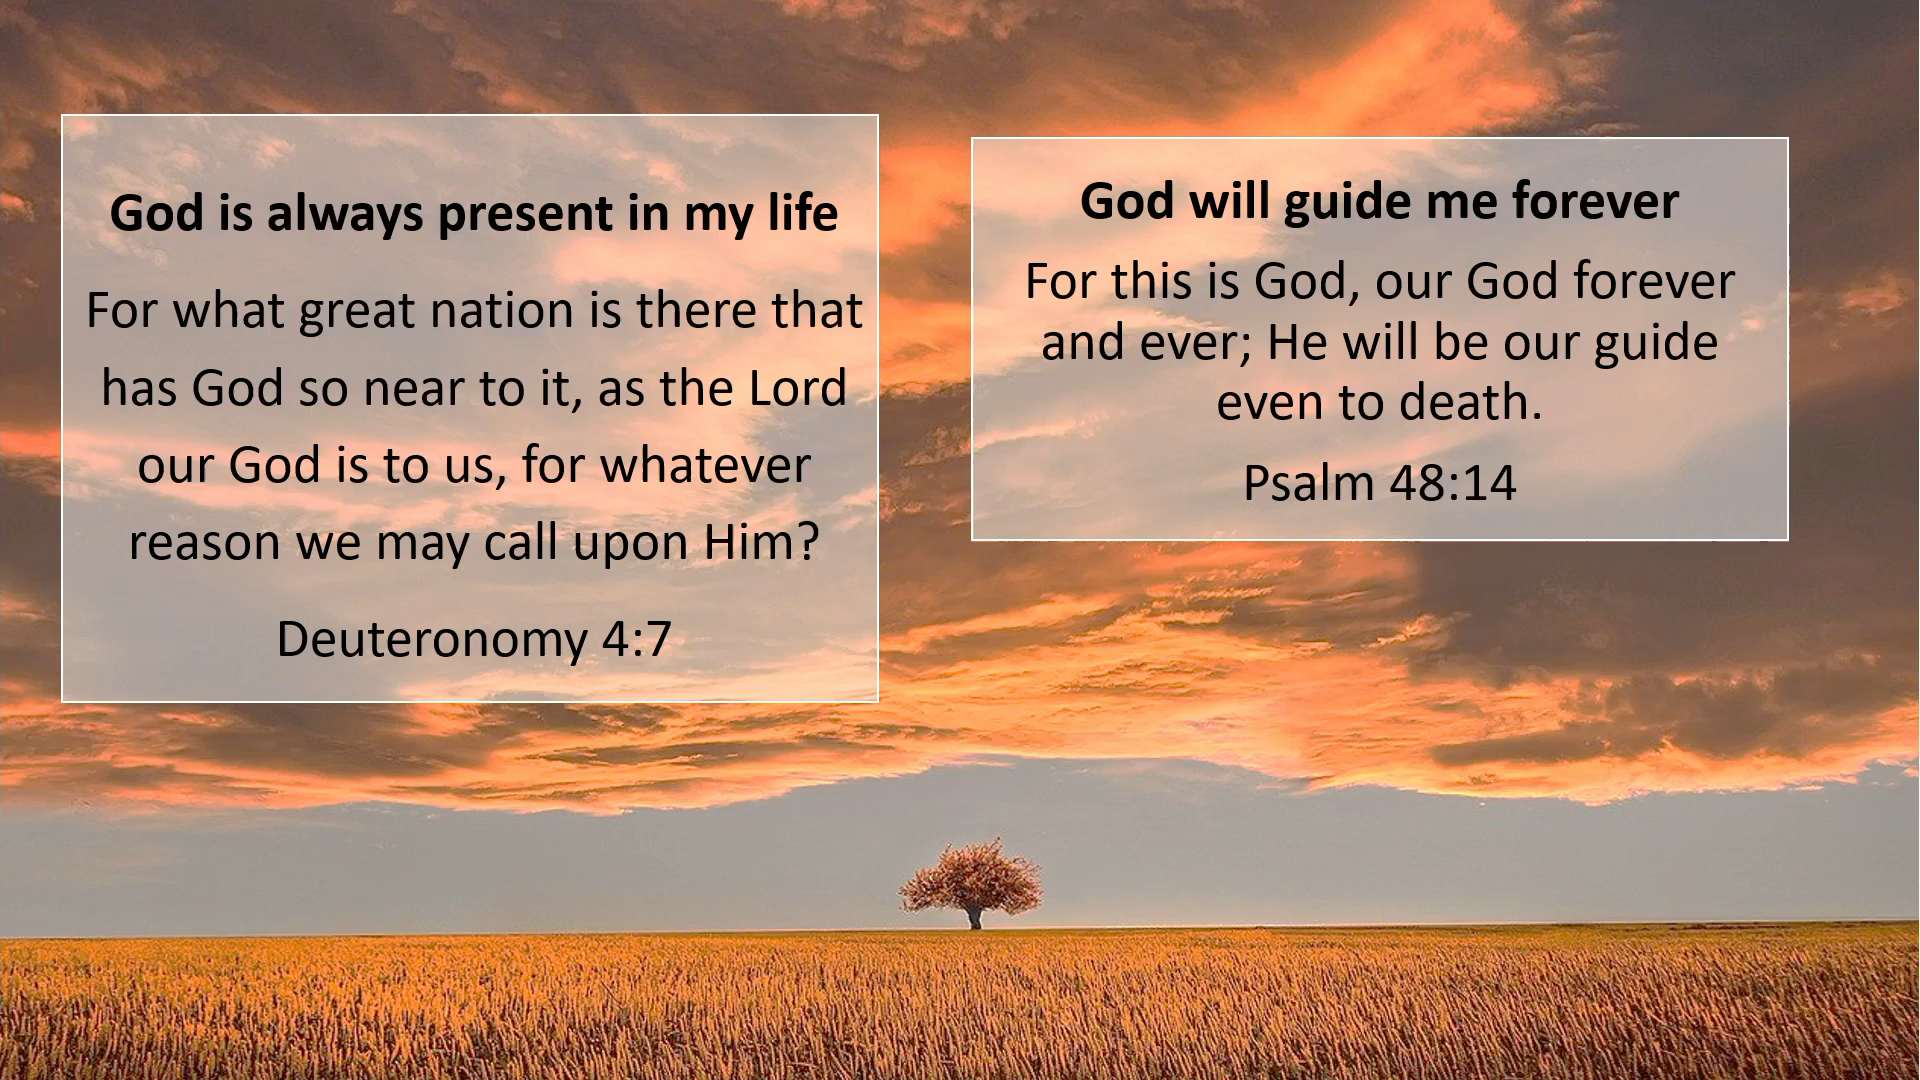 God is always present in my life
For what great nation is there that
has God so near to it, as the Lord
our God is to us, for whatever
reason we may call upon Him?
Deuteronomy 4:7
God will guide me forever
For this is God, our God forever
and ever; He will be our guide
even to death.
Psalm 48:14